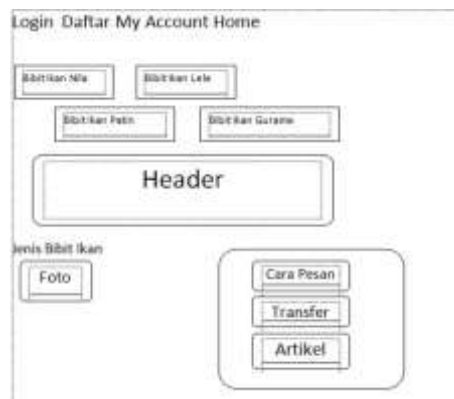 Login Daftar My Account Home
Bibit Ikan Nila Bibit Ikan Lele
Bibit Ikan Patin Bibit Ikan Gurame
Header
Jenis Bibit Ikan
Foto
Cara Pesan
Transfer
Artikel